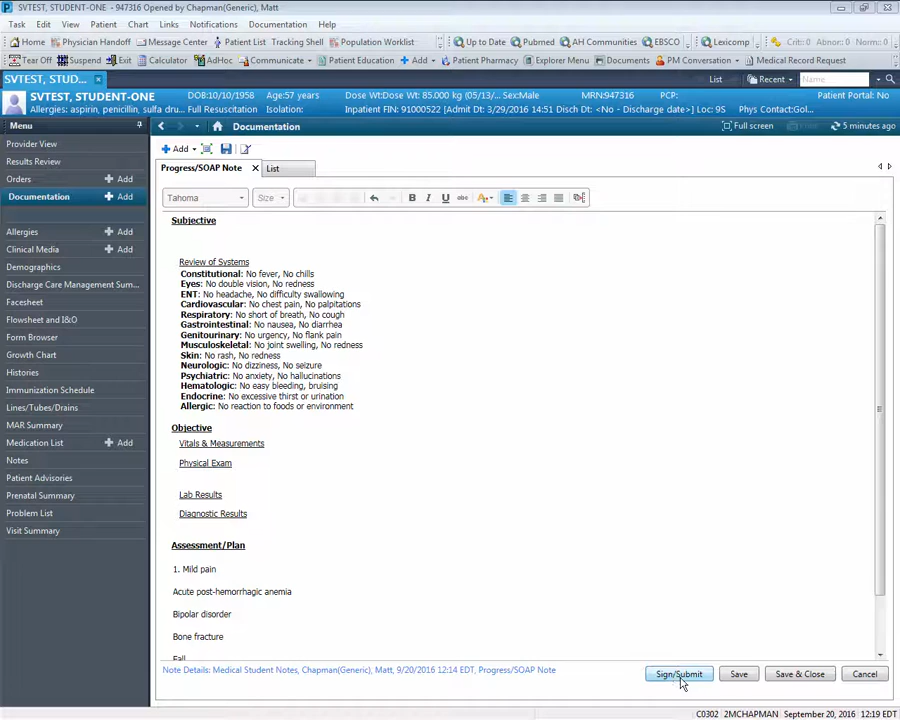 SVTEST, STUDENT-ONE - 947316 Opened by Chapman(Generic), Matt
Task Edit View Patient Chart Links Notifications Documentation Help
Home Physician Handoff Message Center Patient List Tracking Shell Population Worklist Up to Date Pubmed AH Communities EBSCO Lexicomp Crit: 0 Abnor: 0 Norm: 0
Tear Off Suspend Exit Calculator AdHoc Communicate Patient Education Add Patient Pharmacy Explorer Menu Documents PM Conversation Medical Record Request
SVTEST, STUD... List Recent Name
SVTEST, STUDENT-ONE DOB:10/10/1958 Age:57 years Dose Wt:Dose Wt: 85.000 kg (05/13/... Sex:Male MRN:947316 PCP: Patient Portal: No
Allergies: aspirin, penicillin, sulfa dru... Full Resuscitation Isolation: Inpatient FIN: 91000522 [Admit Dt: 3/29/2016 14:51 Disch Dt: <No - Discharge date>] Loc: 9S Phys Contact:Gol...
Menu Documentation Full screen Print 5 minutes ago
Provider View
Results Review
Orders Add
Documentation Add
Allergies Add
Clinical Media Add
Demographics
Discharge Care Management Sum...
Facesheet
Flowsheet and I&O
Form Browser
Growth Chart
Histories
Immunization Schedule
Lines/Tubes/Drains
MAR Summary
Medication List Add
Notes
Patient Advisories
Prenatal Summary
Problem List
Visit Summary
Add
Progress/SOAP Note List
Tahoma Size B I U abc A
Subjective
Review of Systems
Constitutional: No fever, No chills
Eyes: No double vision, No redness
ENT: No headache, No difficulty swallowing
Cardiovascular: No chest pain, No palpitations
Respiratory: No short of breath, No cough
Gastrointestinal: No nausea, No diarrhea
Genitourinary: No urgency, No flank pain
Musculoskeletal: No joint swelling, No redness
Skin: No rash, No redness
Neurologic: No dizziness, No seizure
Psychiatric: No anxiety, No hallucinations
Hematologic: No easy bleeding, bruising
Endocrine: No excessive thirst or urination
Allergic: No reaction to foods or environment
Objective
Vitals & Measurements
Physical Exam
Lab Results
Diagnostic Results
Assessment/Plan
1. Mild pain
Acute post-hemorrhagic anemia
Bipolar disorder
Bone fracture
Fall
Note Details: Medical Student Notes, Chapman(Generic), Matt, 9/20/2016 12:14 EDT, Progress/SOAP Note
Sign/Submit Save Save & Close Cancel
C0302 2MCHAPMAN September 20, 2016 12:19 EDT